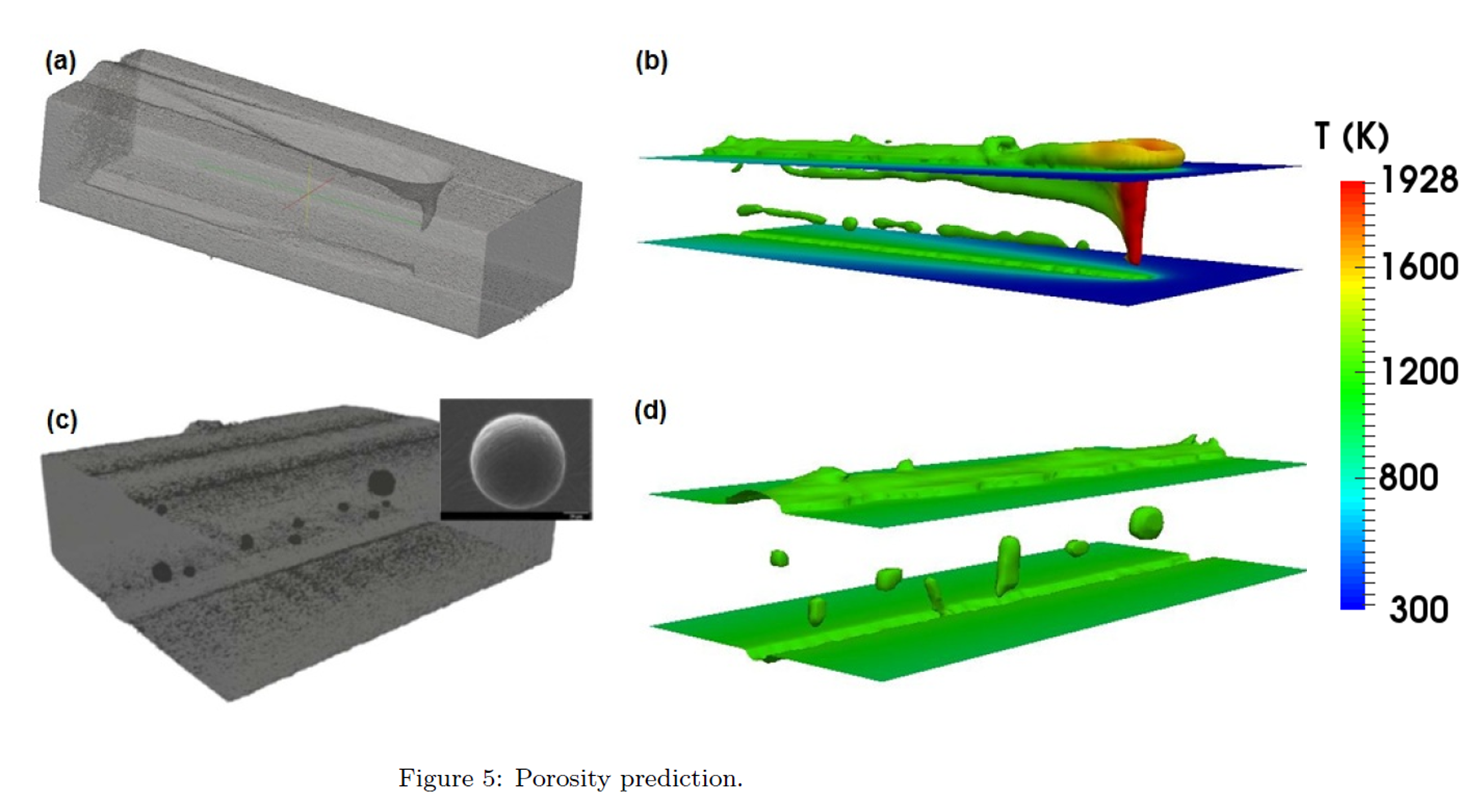 (a)
(b)
T (K)
1928
1600
1200
800
300
(c)
(d)
Figure 5: Porosity prediction.